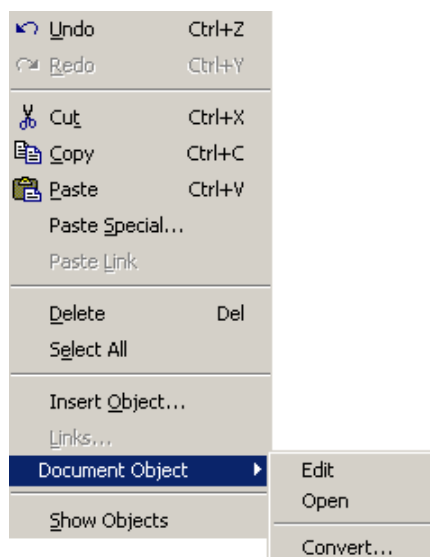 Undo Ctrl+Z
Redo Ctrl+Y
Cut Ctrl+X
Copy Ctrl+C
Paste Ctrl+V
Paste Special...
Paste Link
Delete Del
Select All
Insert Object...
Links...
Document Object
Edit
Open
Show Objects
Convert...